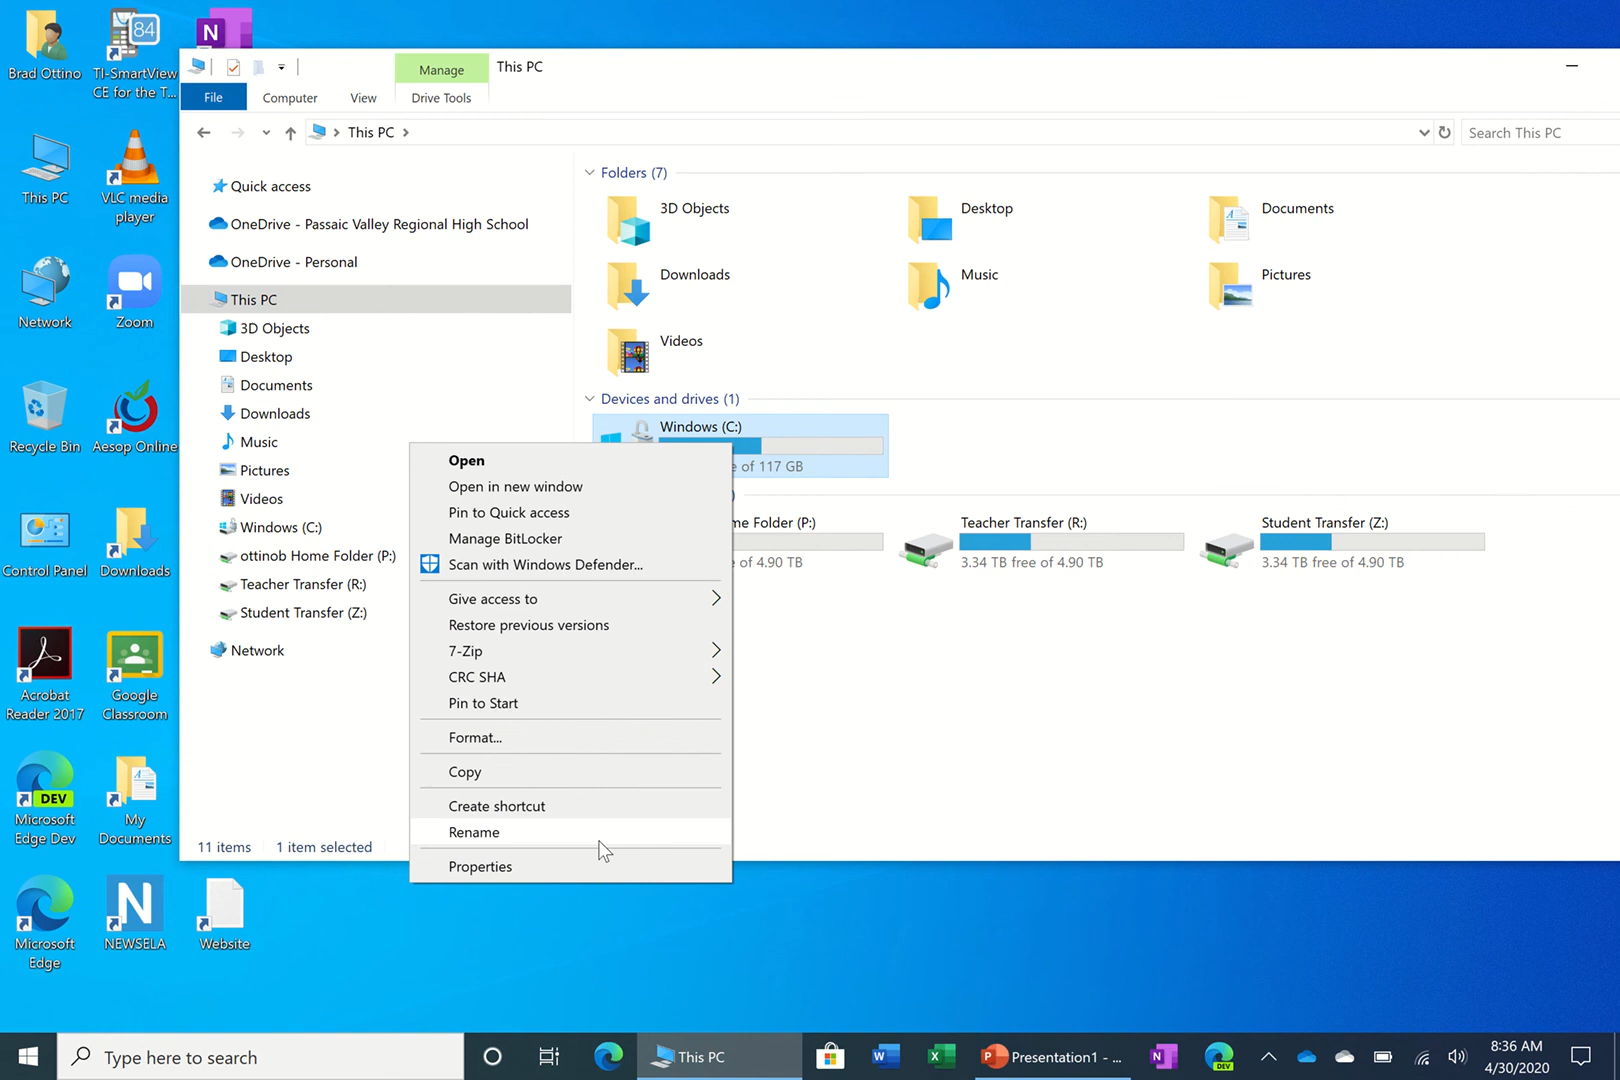 Brad Ottino
84
TI-SmartView
CE for the T...
N
This PC
VLC media
player
Network
Zoom
Recycle Bin
Aesop Online
Control Panel
Downloads
Acrobat
Reader 2017
Google
Classroom
DEV
Microsoft
Edge Dev
My
Documents
Microsoft
Edge
N
NEWSELA
Website
Manage
This PC
File
Computer
View
Drive Tools
This PC
Search This PC
Quick access
OneDrive - Passaic Valley Regional High School
OneDrive - Personal
This PC
3D Objects
Desktop
Documents
Downloads
Music
Pictures
Videos
Windows (C:)
ottinob Home Folder (P:)
Teacher Transfer (R:)
Student Transfer (Z:)
Network
11 items
1 item selected
Folders (7)
3D Objects
Desktop
Documents
Downloads
Music
Pictures
Videos
Devices and drives (1)
Windows (C:)
e of 117 GB
)
me Folder (P:)
e of 4.90 TB
Teacher Transfer (R:)
3.34 TB free of 4.90 TB
Student Transfer (Z:)
3.34 TB free of 4.90 TB
Open
Open in new window
Pin to Quick access
Manage BitLocker
Scan with Windows Defender...
Give access to
Restore previous versions
7-Zip
CRC SHA
Pin to Start
Format...
Copy
Create shortcut
Rename
Properties
Type here to search
This PC
W
X
P
Presentation1 - ...
N
DEV
8:36 AM
4/30/2020